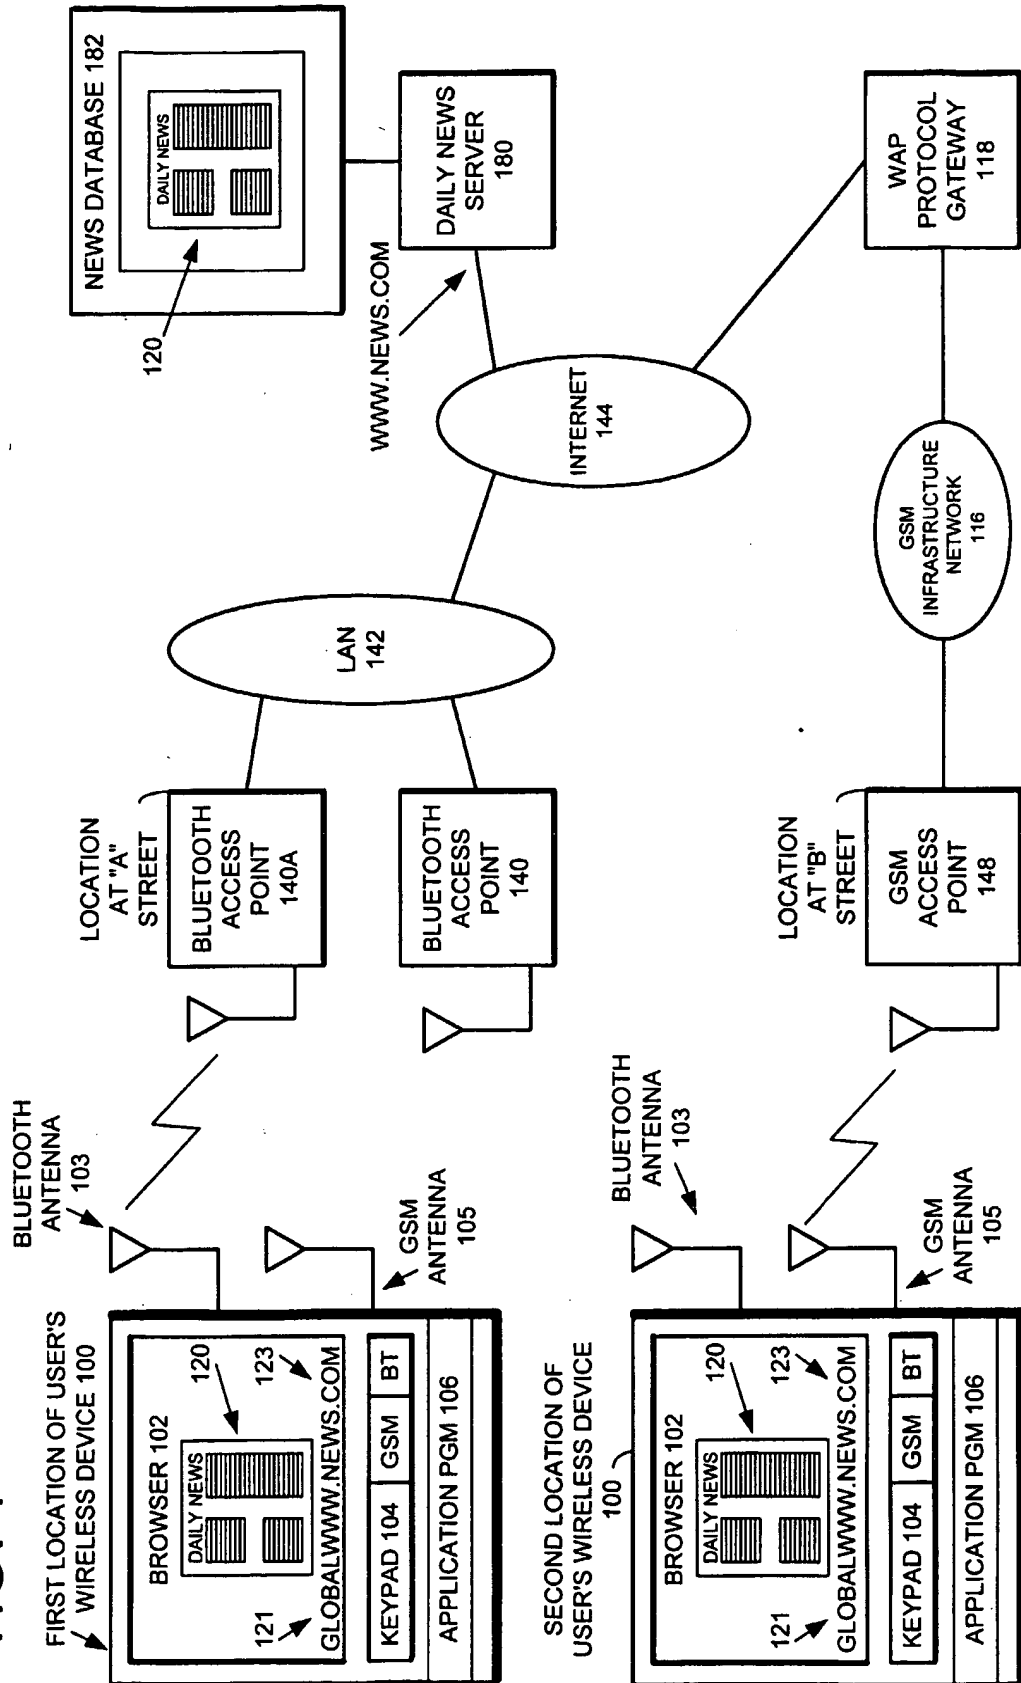 FIRST LOCATION OF USER'S
WIRELESS DEVICE 100
BROWSER 102
120
DAILY NEWS
121
123
GLOBALWWW.NEWS.COM
KEYPAD 104
GSM
BT
APPLICATION PGM 106
BLUETOOTH
ANTENNA
103
GSM
ANTENNA
105
LOCATION
AT "A"
STREET
BLUETOOTH
ACCESS
POINT
140A
BLUETOOTH
ACCESS
POINT
140
LAN
142
INTERNET
144
WWW.NEWS.COM
NEWS DATABASE 182
DAILY NEWS
120
DAILY NEWS
SERVER
180
SECOND LOCATION OF
USER'S WIRELESS DEVICE
100
BROWSER 102
120
DAILY NEWS
121
123
GLOBALWWW.NEWS.COM
KEYPAD 104
GSM
BT
APPLICATION PGM 106
BLUETOOTH
ANTENNA
103
GSM
ANTENNA
105
LOCATION
AT "B"
STREET
GSM
ACCESS
POINT
148
GSM
INFRASTRUCTURE
NETWORK
116
WAP
PROTOCOL
GATEWAY
118